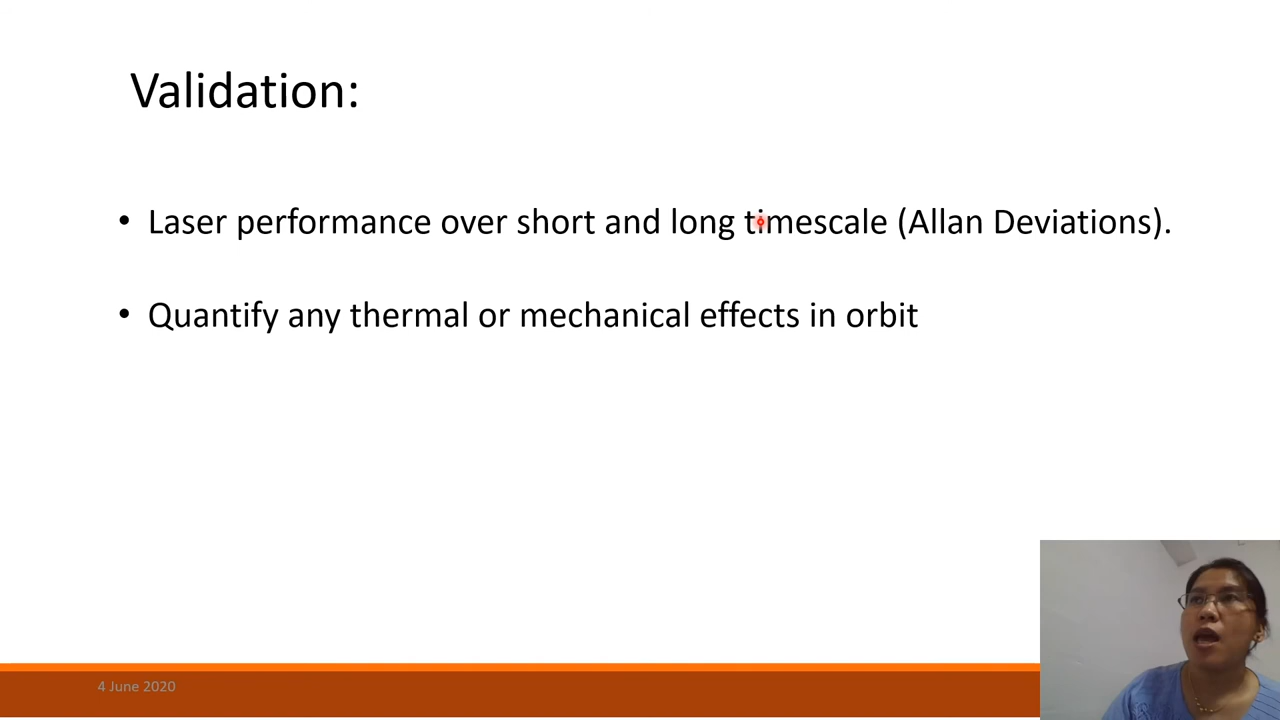 Validation:
• Laser performance over short and long timescale (Allan Deviations).
• Quantify any thermal or mechanical effects in orbit
4 June 2020